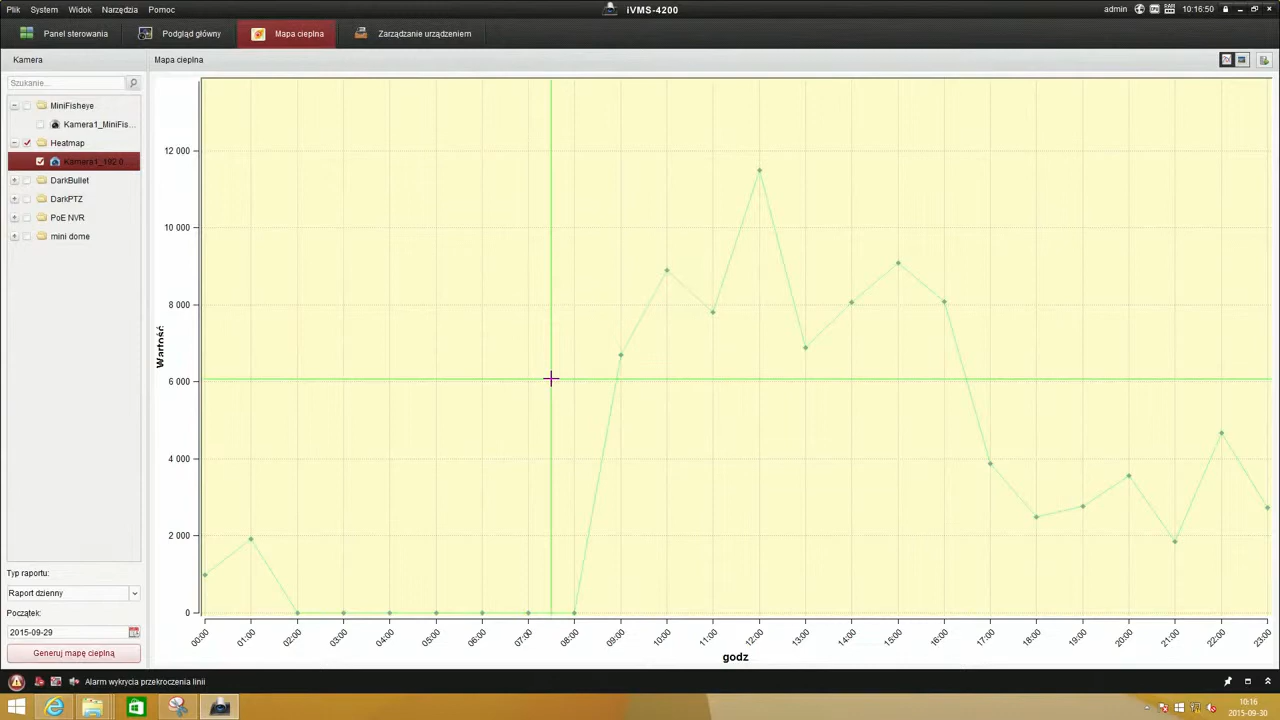 Plik System Widok Narzędzia Pomoc
iVMS-4200
admin 10:16:50
Panel sterowania Podgląd główny Mapa cieplna Zarządzanie urządzeniem
Kamera
Mapa cieplna
Szukanie...
MiniFisheye
Kamera1_MiniFis...
Heatmap
Kamera1_192.0...
DarkBullet
DarkPTZ
PoE NVR
mini dome
Typ raportu:
Raport dzienny
Początek:
2015-09-29
Generuj mapę cieplną
Wartość
12 000
10 000
8 000
6 000
4 000
2 000
0
00:00 01:00 02:00 03:00 04:00 05:00 06:00 07:00 08:00 09:00 10:00 11:00 12:00 13:00 14:00 15:00 16:00 17:00 18:00 19:00 20:00 21:00 22:00 23:00
godz
Alarm wykrycia przekroczenia linii
10:16
2015-09-30